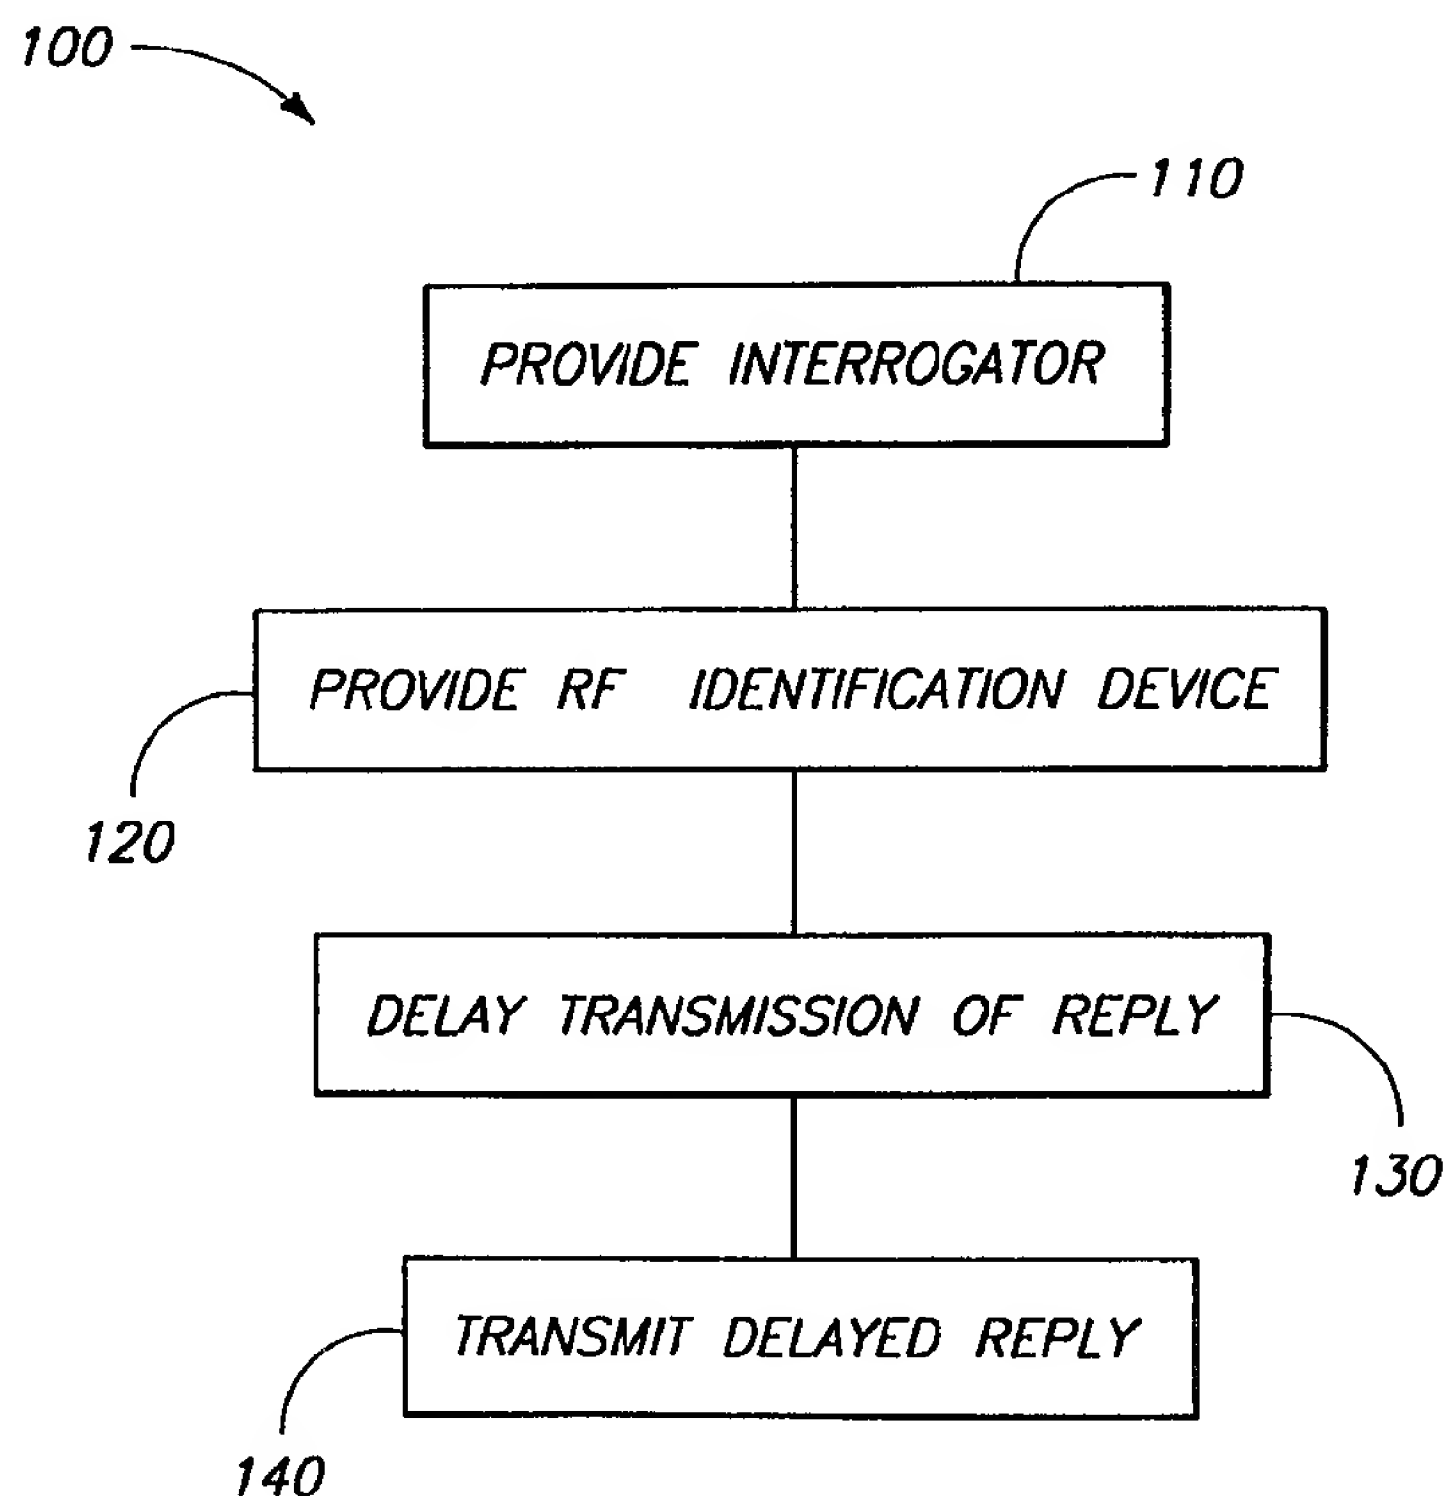 100
110
PROVIDE INTERROGATOR
PROVIDE RF IDENTIFICATION DEVICE
120
DELAY TRANSMISSION OF REPLY
130
TRANSMIT DELAYED REPLY
140